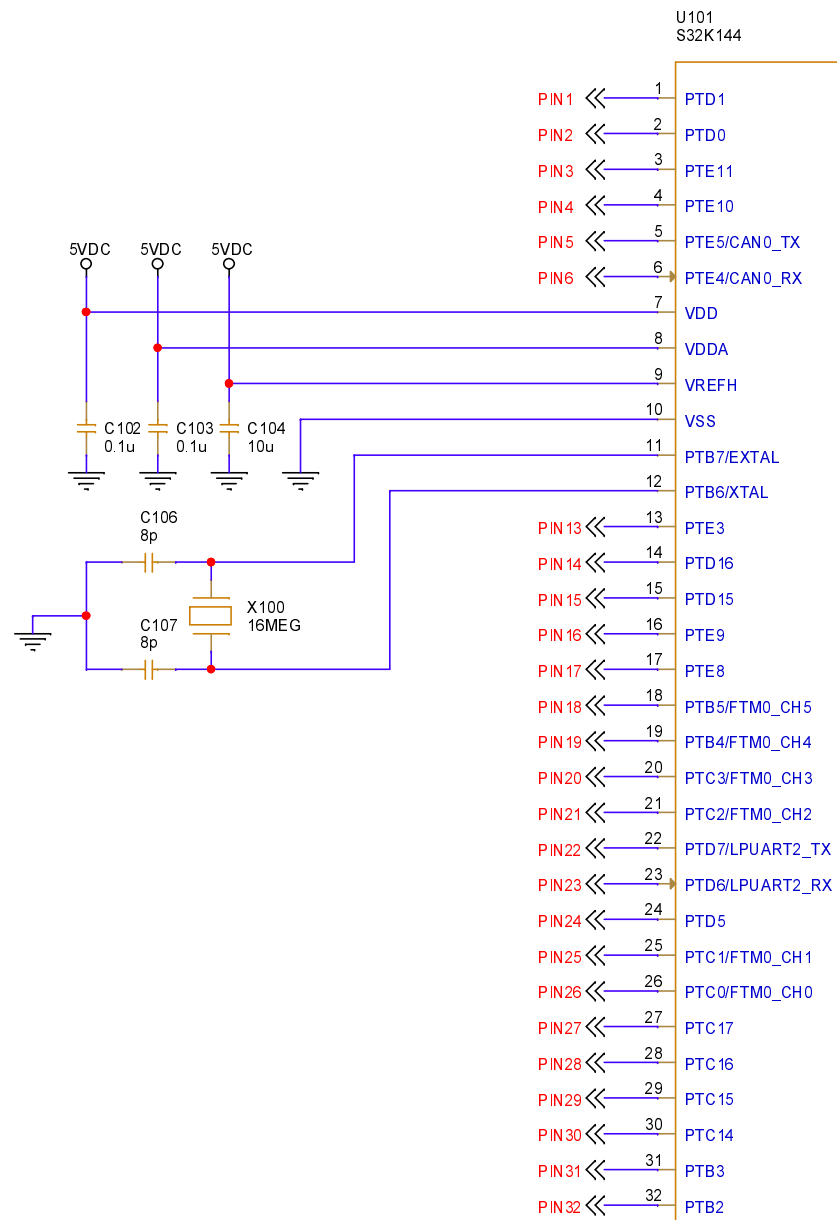 U101
S32K144
PIN1 1 PTD1
PIN2 2 PTD0
PIN3 3 PTE11
PIN4 4 PTE10
PIN5 5 PTE5/CAN0_TX
5VDC 5VDC 5VDC
PIN6 6 PTE4/CAN0_RX
7 VDD
8 VDDA
9 VREFH
10 VSS
C102 C103 C104
0.1u 0.1u 10u
11 PTB7/EXTAL
12 PTB6/XTAL
C106
8p
PIN13 13 PTE3
PIN14 14 PTD16
PIN15 15 PTD15
X100
16MEG
C107
8p
PIN16 16 PTE9
PIN17 17 PTE8
PIN18 18 PTB5/FTM0_CH5
PIN19 19 PTB4/FTM0_CH4
PIN20 20 PTC3/FTM0_CH3
PIN21 21 PTC2/FTM0_CH2
PIN22 22 PTD7/LPUART2_TX
PIN23 23 PTD6/LPUART2_RX
PIN24 24 PTD5
PIN25 25 PTC1/FTM0_CH1
PIN26 26 PTC0/FTM0_CH0
PIN27 27 PTC17
PIN28 28 PTC16
PIN29 29 PTC15
PIN30 30 PTC14
PIN31 31 PTB3
PIN32 32 PTB2